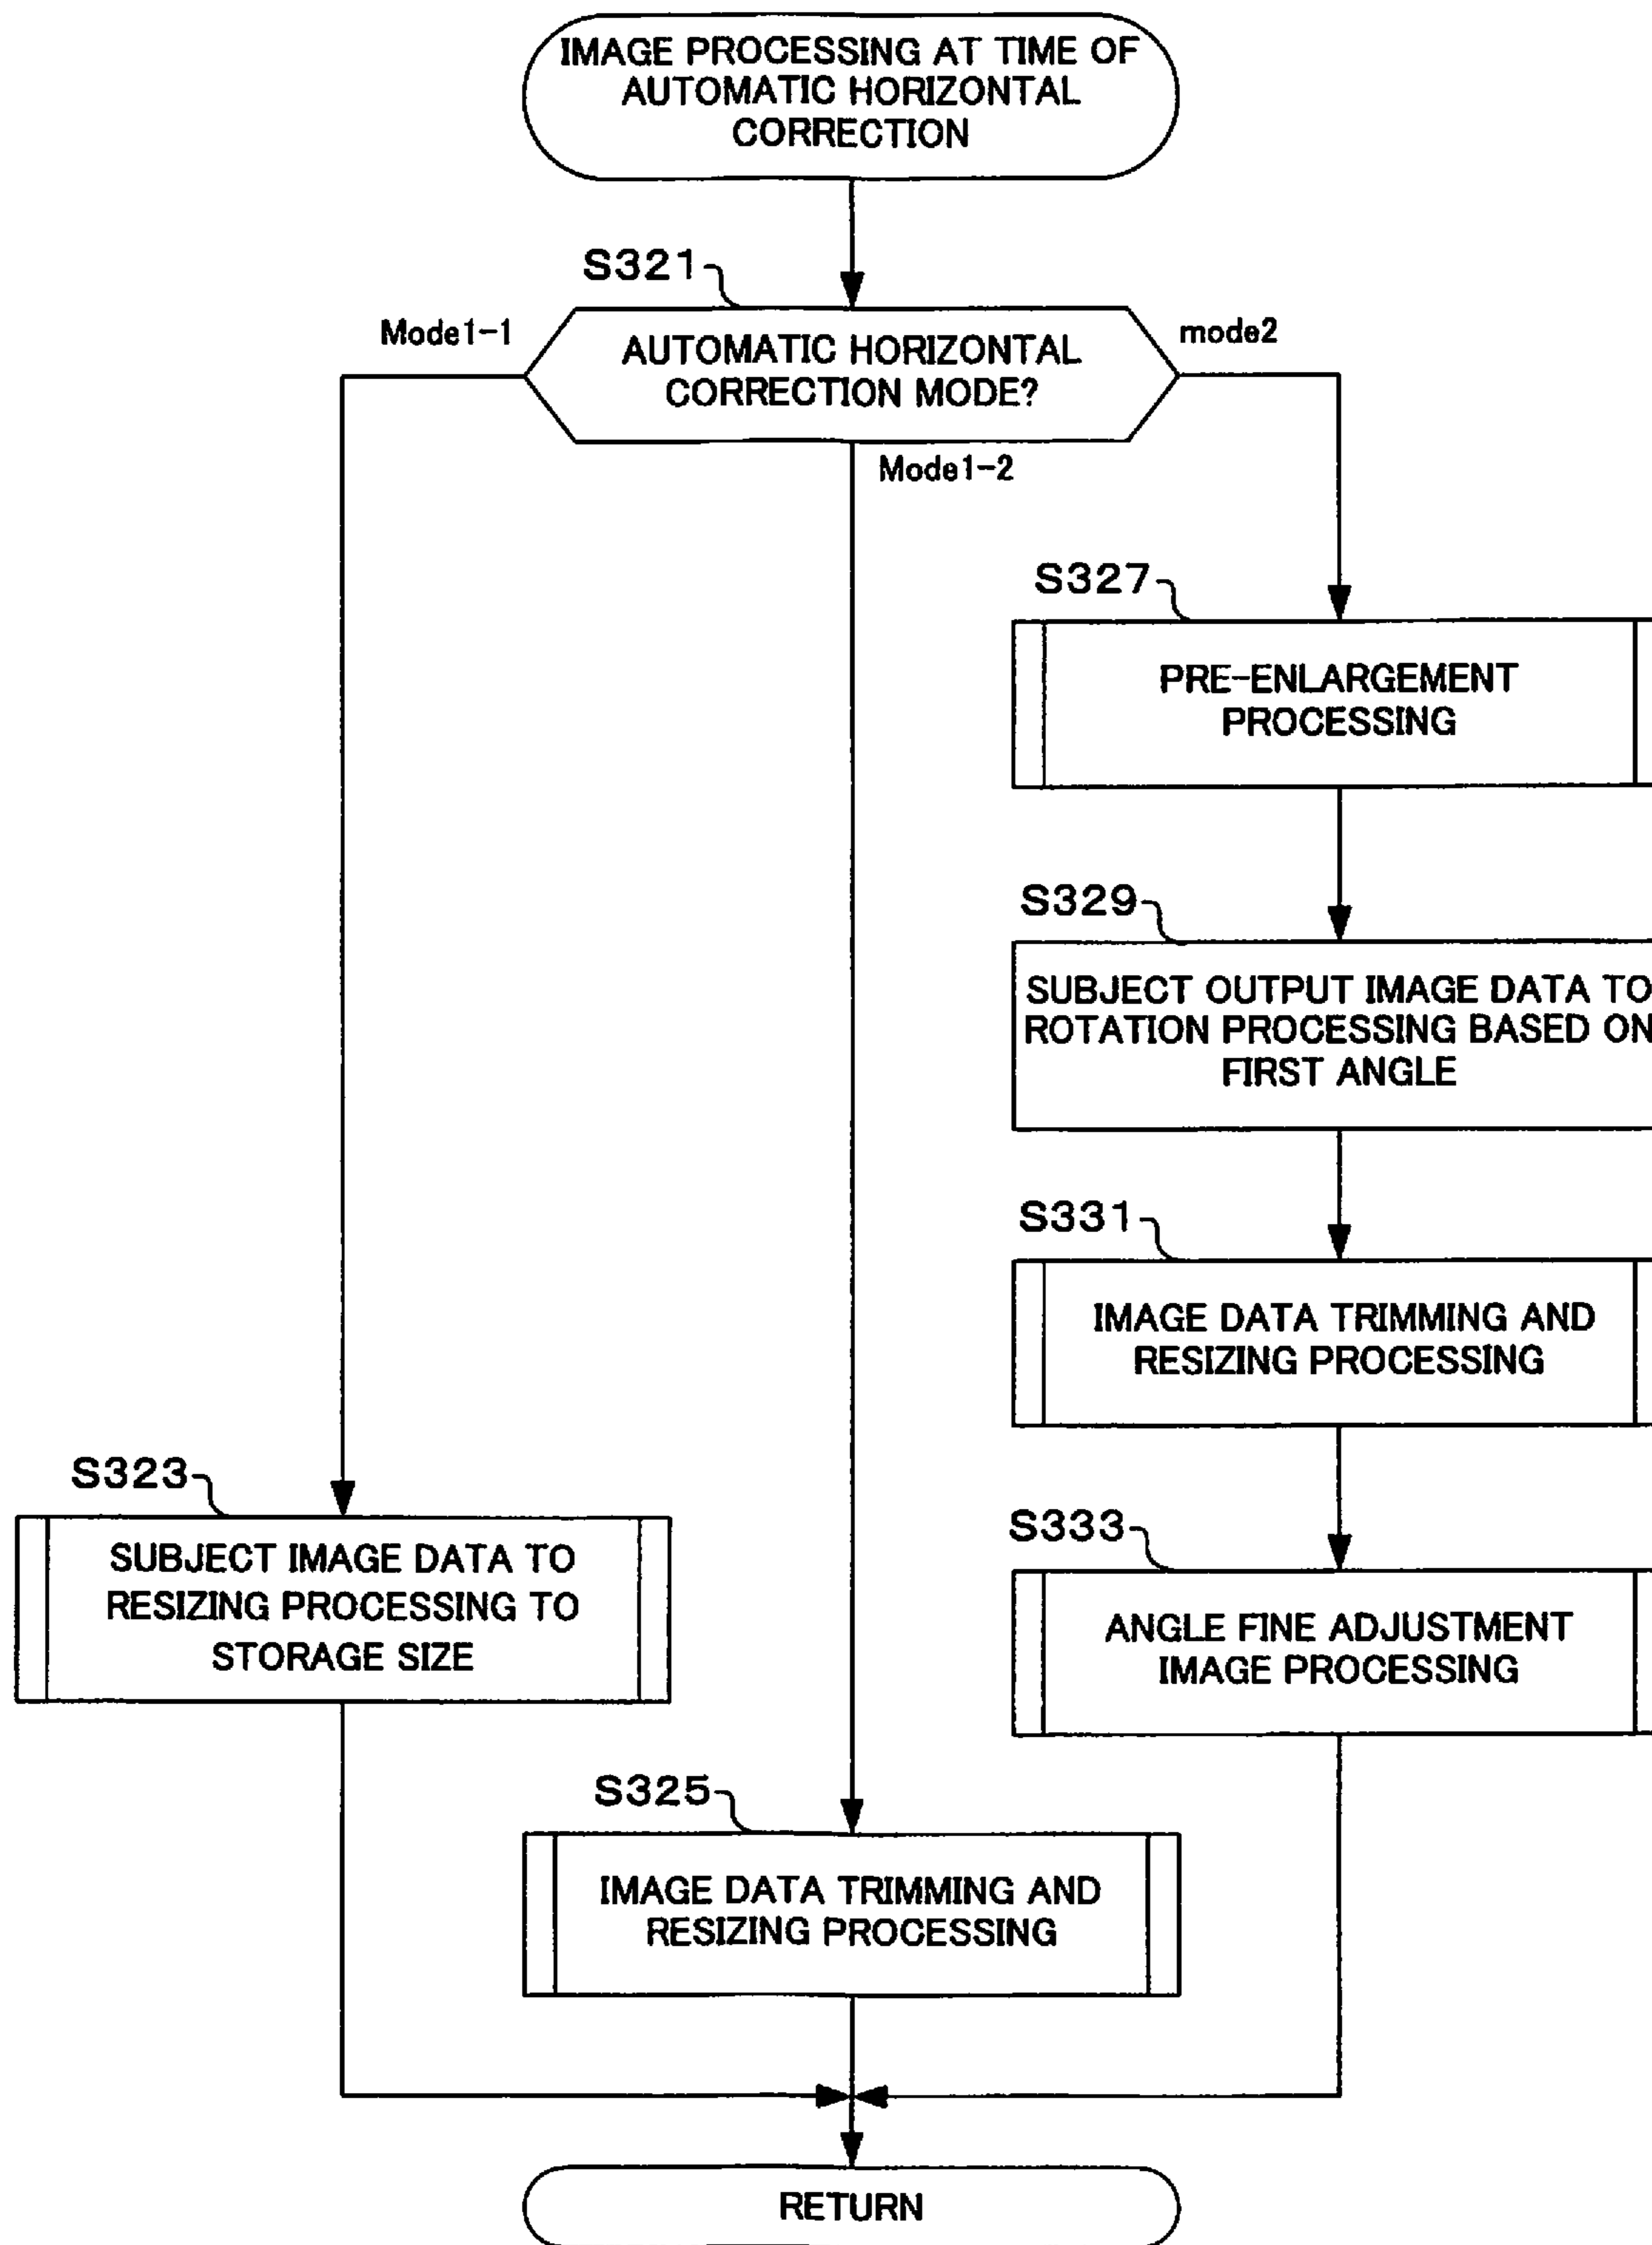 IMAGE PROCESSING AT TIME OF
AUTOMATIC HORIZONTAL
CORRECTION
S321
Mode1-1
AUTOMATIC HORIZONTAL
CORRECTION MODE?
mode2
Mode1-2
S327
PRE-ENLARGEMENT
PROCESSING
S329
SUBJECT OUTPUT IMAGE DATA TO
ROTATION PROCESSING BASED ON
FIRST ANGLE
S331
IMAGE DATA TRIMMING AND
RESIZING PROCESSING
S323
SUBJECT IMAGE DATA TO
RESIZING PROCESSING TO
STORAGE SIZE
S333
ANGLE FINE ADJUSTMENT
IMAGE PROCESSING
S325
IMAGE DATA TRIMMING AND
RESIZING PROCESSING
RETURN